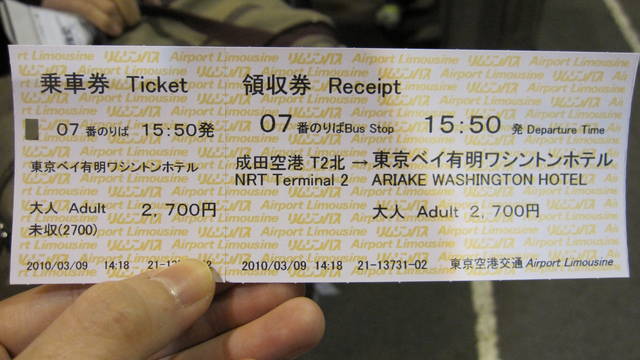 乗車券 Ticket
07 番のりば 15:50発
東京ベイ有明ワシントンホテル
大人 Adult 2,700円
未収(2700)
2010/03/09 14:18
領収券 Receipt
07 番のりばBus Stop 15:50 発 Departure Time
成田空港 T2北 → 東京ベイ有明ワシントンホテル
NRT Terminal 2 ARIAKE WASHINGTON HOTEL
大人 Adult 2,700円
2010/03/09 14:18 21-13731-02 東京空港交通 Airport Limousine